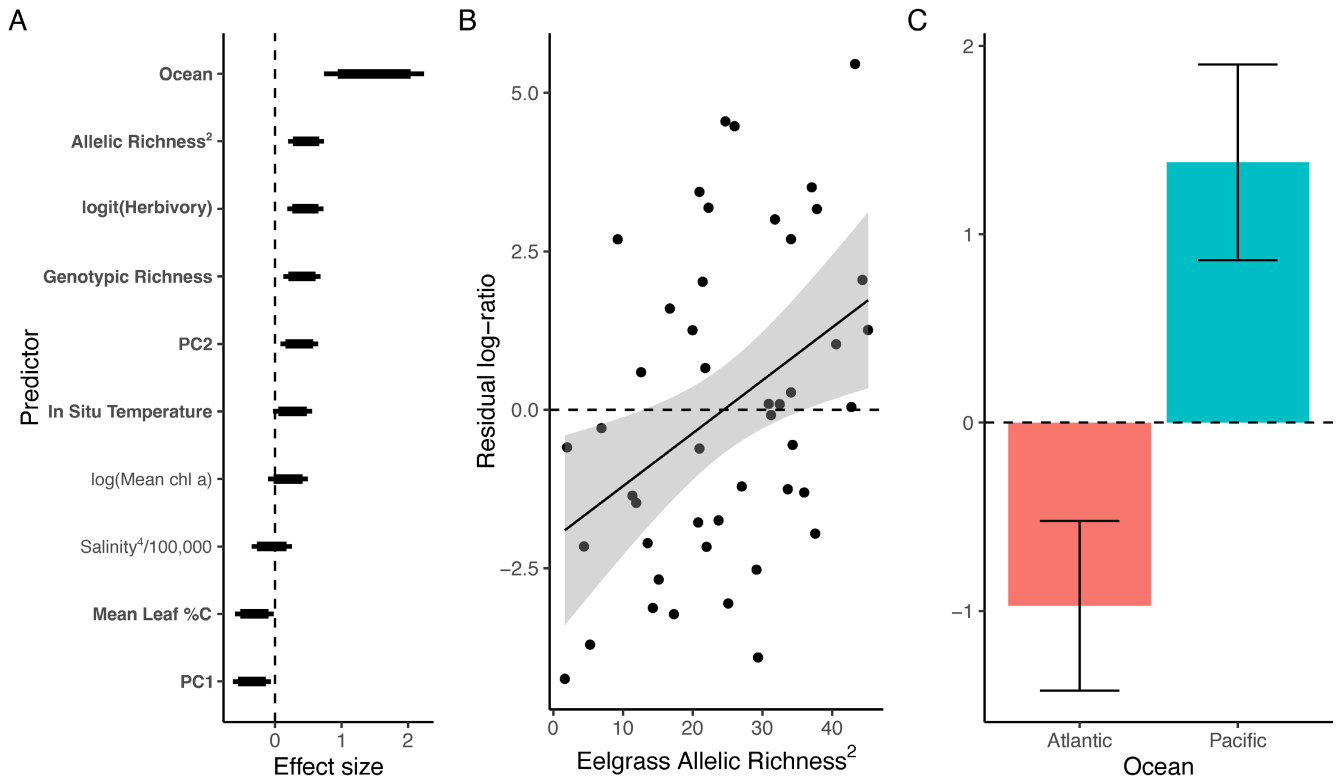 A
Predictor
Ocean
Allelic Richness²
logit(Herbivory)
Genotypic Richness
PC2
In Situ Temperature
log(Mean chl a)
Salinity⁴/100,000
Mean Leaf %C
PC1
0 1 2
Effect size
B
Residual log−ratio
5.0
2.5
0.0
−2.5
0 10 20 30 40
Eelgrass Allelic Richness²
C
2
1
0
−1
Atlantic Pacific
Ocean